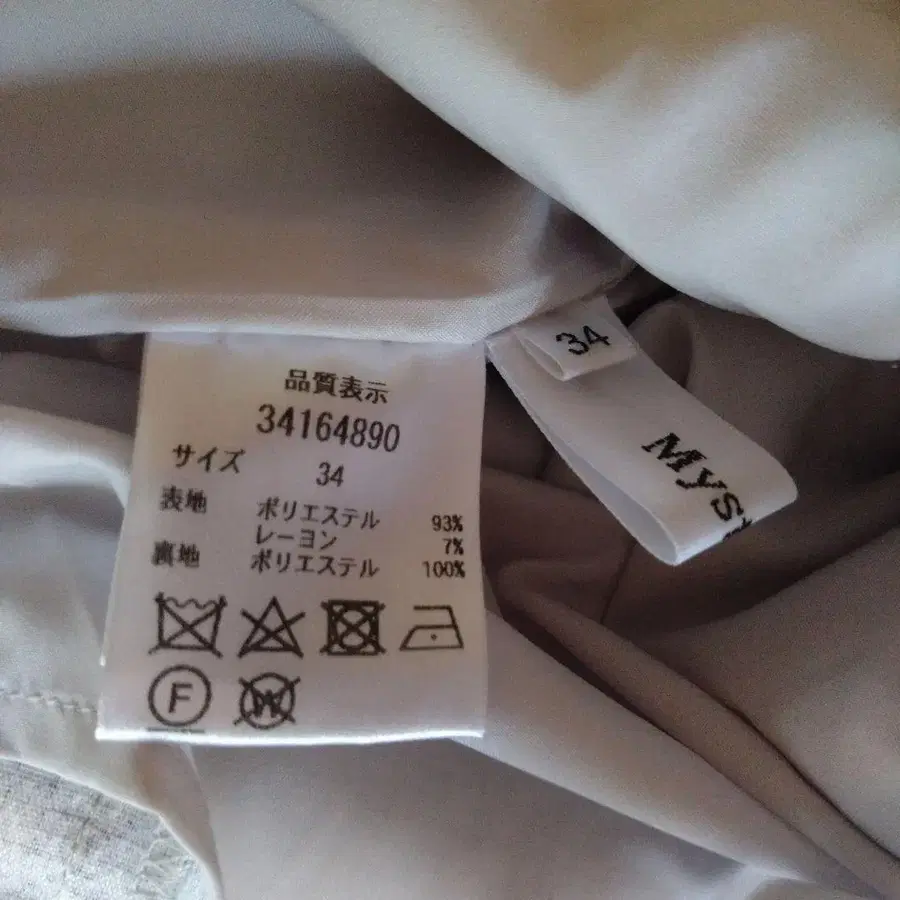 品質表示
34164890
サイズ 34
表地 ポリエステル 93%
レーヨン 7%
裏地 ポリエステル 100%
F
W
34